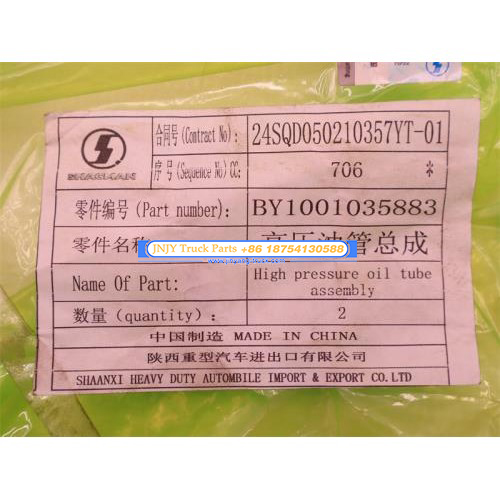 SHACMAN
合同号(Contract No):
24SQD050210357YT-01
序 号(Sequence No)CC:
706 *
零件编号(Part number):
BY1001035883
零件名称
高压油管总成
JNJY Truck Parts +86 18754130588
Name Of Part:
High pressure oil tube
assembly
数量(quantity):
2
中国制造 MADE IN CHINA
陕西重型汽车进出口有限公司
SHAANXI HEAVY DUTY AUTOMBILE IMPORT & EXPORT CO.LTD